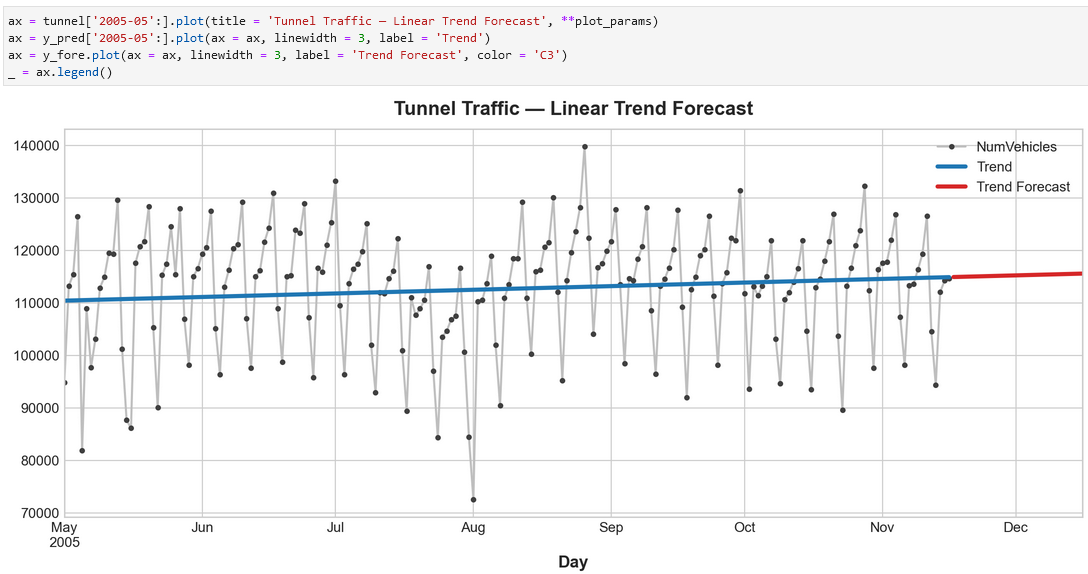 ax = tunnel['2005-05':].plot(title = 'Tunnel Traffic – Linear Trend Forecast', **plot_params)
ax = y_pred['2005-05':].plot(ax = ax, linewidth = 3, label = 'Trend')
ax = y_fore.plot(ax = ax, linewidth = 3, label = 'Trend Forecast', color = 'C3')
_ = ax.legend()
Tunnel Traffic — Linear Trend Forecast
140000
130000
120000
110000
100000
90000
80000
70000
NumVehicles
Trend
Trend Forecast
May Jun Jul Aug Sep Oct Nov Dec
2005
Day